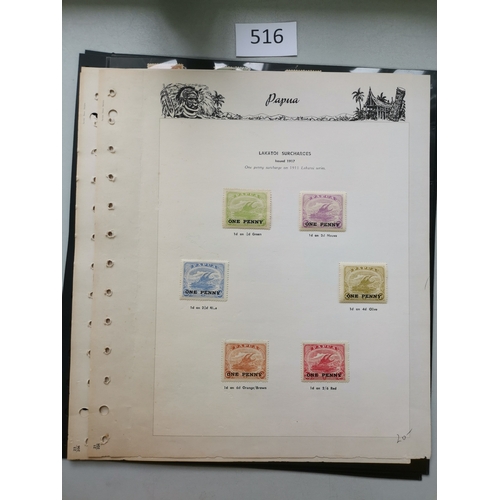 516
Papua
LAKATOI SURCHARGES
Issued 1917
One penny surcharge on 1911 Lakatoi series
ONE PENNY
ONE PENNY
1d on ½d Green
1d on 2d Mauve
ONE PENNY
ONE PENNY
1d on 2½d Blue
1d on 4d Olive
ONE PENNY
ONE PENNY
1d on 6d Orange/Brown
1d on 2/6 Red